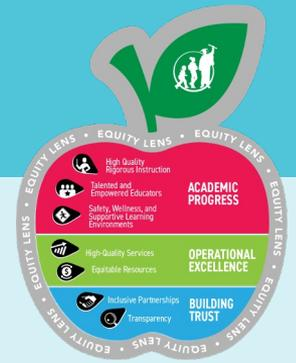 EQUITY LENS • EQUITY LENS • EQUITY LENS • EQUITY LENS • EQUITY LENS • EQUITY LENS • EQUITY LENS • EQUITY LENS • EQUITY LENS
High Quality
Rigorous Instruction
Talented and
Empowered Educators
Safety, Wellness, and
Supportive Learning
Environments
ACADEMIC
PROGRESS
High-Quality Services
Equitable Resources
OPERATIONAL
EXCELLENCE
Inclusive Partnerships
Transparency
BUILDING
TRUST